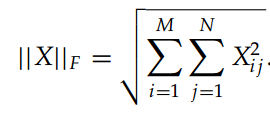 ||X||_F = \sqrt{\sum_{i=1}^{M} \sum_{j=1}^{N} X_{ij}^2}.